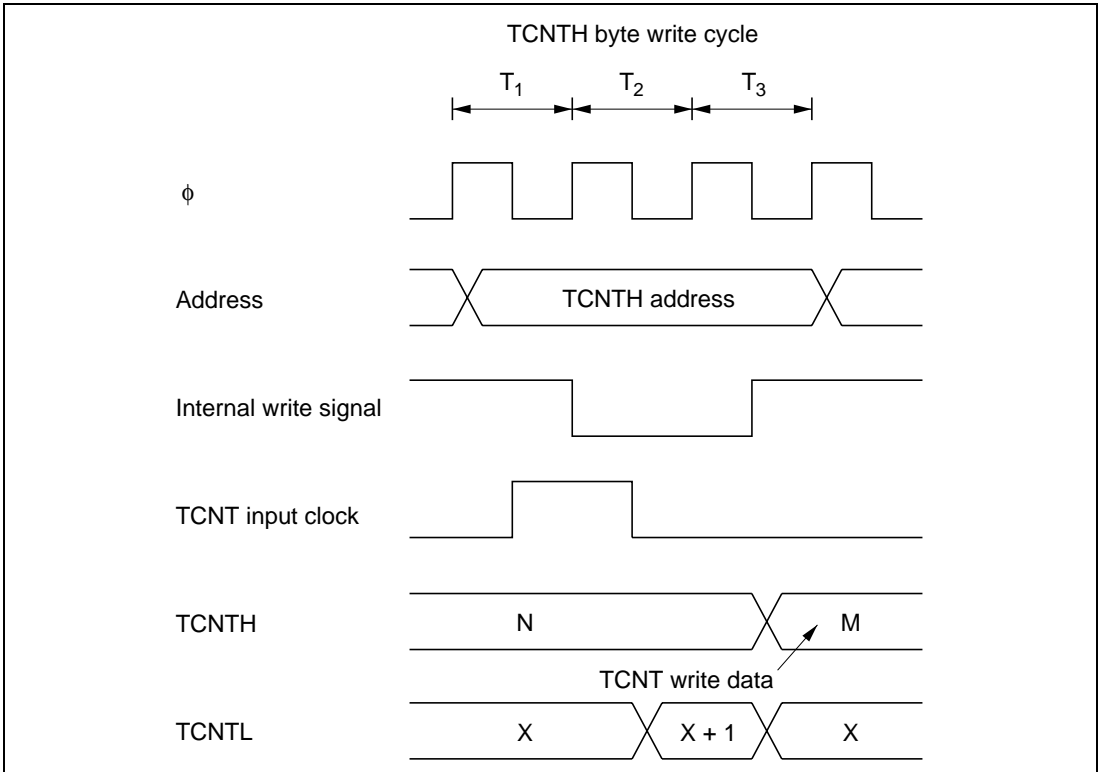 TCNTH byte write cycle
T1 T2 T3
φ
Address TCNTH address
Internal write signal
TCNT input clock
TCNTH N M
TCNT write data
TCNTL X X + 1 X